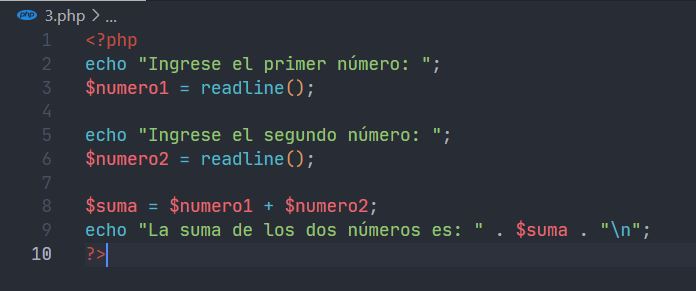 php 3.php > ...
1 <?php
2 echo "Ingrese el primer número: ";
3 $numero1 = readline();
4
5 echo "Ingrese el segundo número: ";
6 $numero2 = readline();
7
8 $suma = $numero1 + $numero2;
9 echo "La suma de los dos números es: " . $suma . "\n";
10 ?>